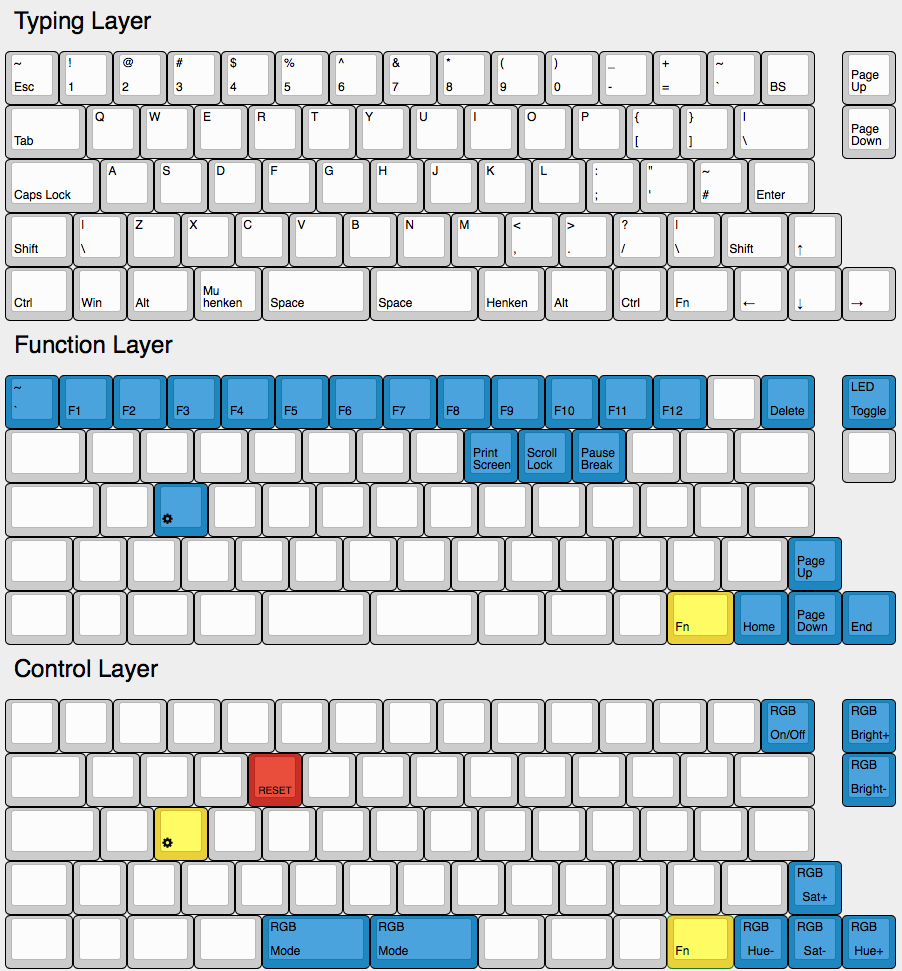 Typing Layer
~ ! @ # $ % ^ & * ( ) _ + ~ Page Up
Esc 1 2 3 4 5 6 7 8 9 0 - = ` BS
Q W E R T Y U I O P { } | Page Down
Tab [ ] \
A S D F G H J K L : " ~
Caps Lock ; ' # Enter
| Z X C V B N M < > ? |
Shift \ , . / \ Shift ↑
Ctrl Win Alt Mu henken Space Space Henken Alt Ctrl Fn ← ↓ →
Function Layer
~ LED
` F1 F2 F3 F4 F5 F6 F7 F8 F9 F10 F11 F12 Delete Toggle
Print Scroll Pause
Screen Lock Break
Page
Up
Fn Home Page Down End
Control Layer
RGB RGB
On/Off Bright+
RGB
RESET Bright-
RGB
Sat+
RGB RGB RGB RGB RGB
Mode Mode Fn Hue- Sat- Hue+